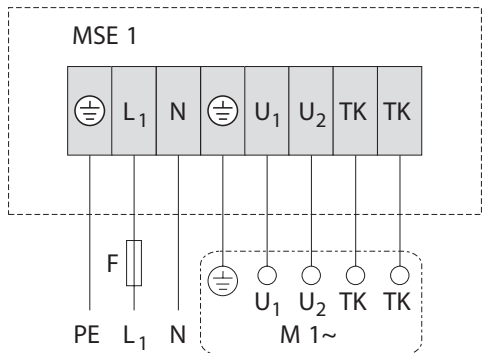 MSE 1
L1 N U1 U2 TK TK
F
U1 U2 TK TK
PE L1 N M 1~